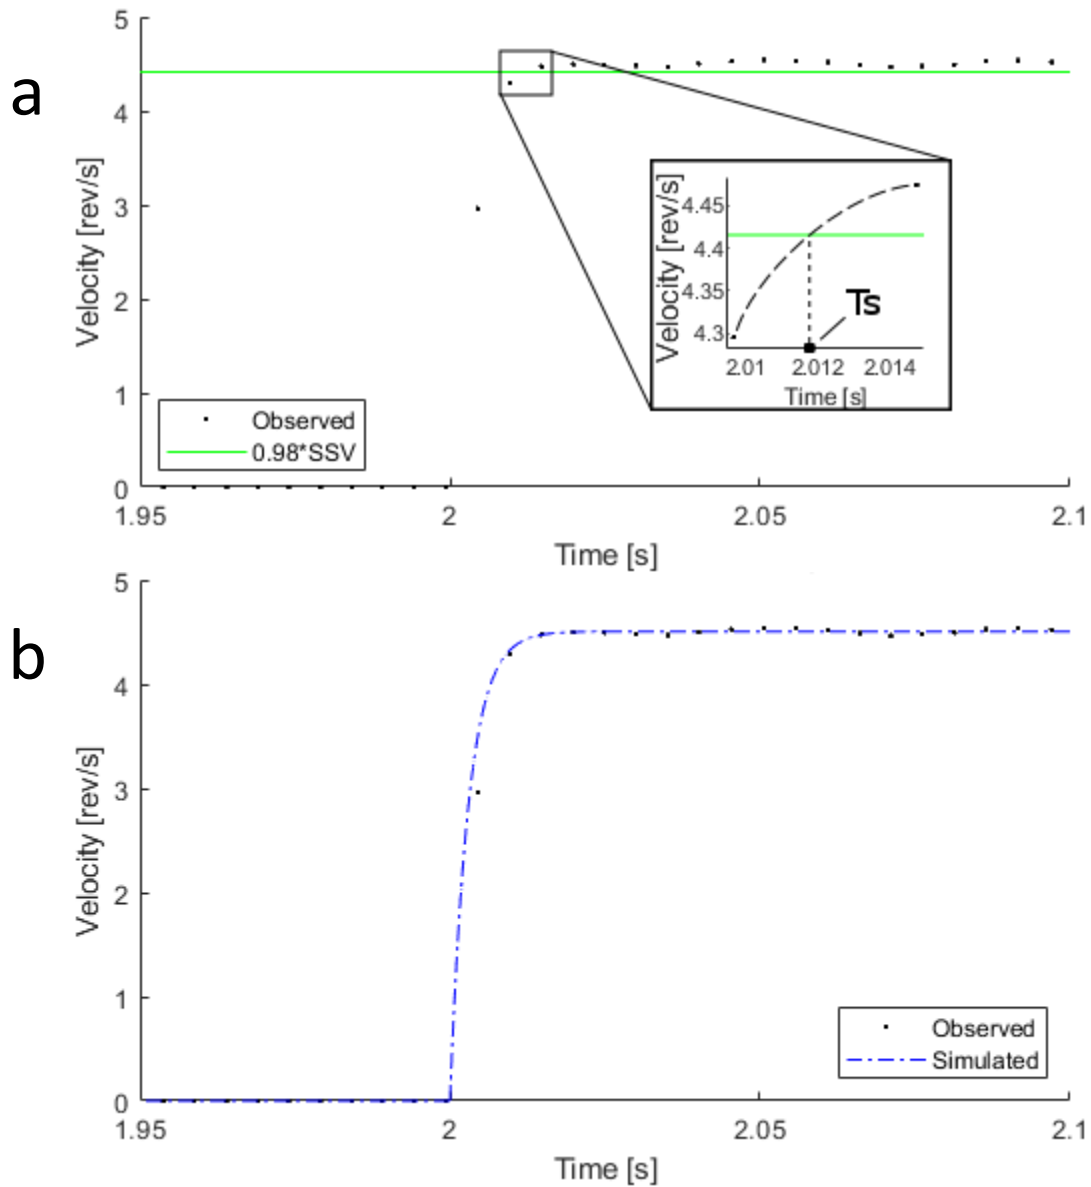 a
5
4
3
2
1
0
Velocity [rev/s]
1.95
2
2.05
2.1
Time [s]
Observed
0.98*SSV
Velocity [rev/s]
4.45
4.4
4.35
4.3
Ts
2.01
2.012
2.014
Time [s]
b
5
4
3
2
1
0
Velocity [rev/s]
1.95
2
2.05
2.1
Time [s]
Observed
Simulated